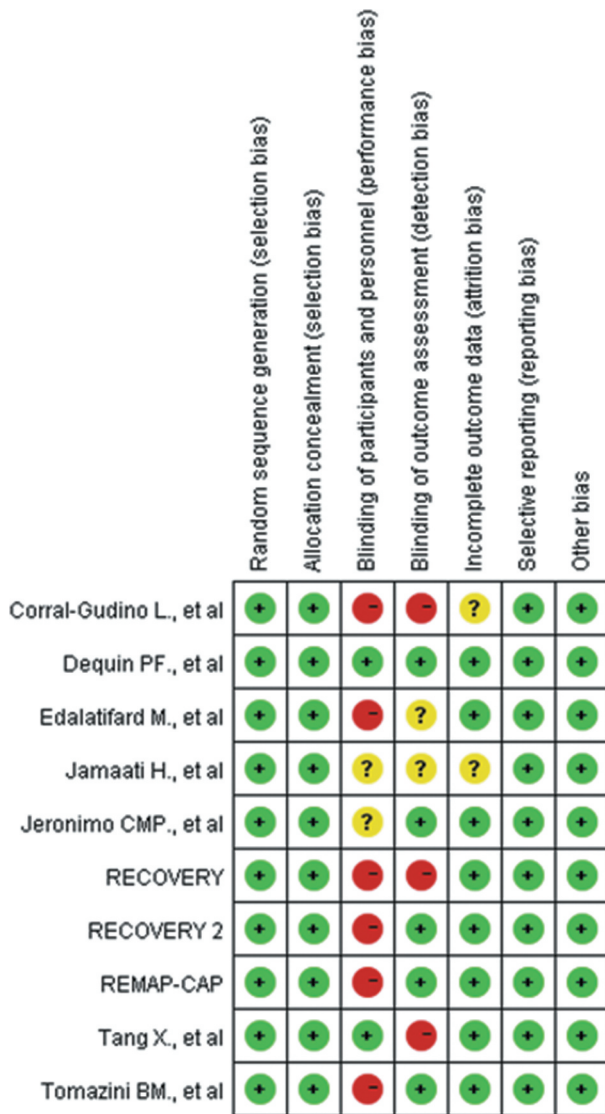 Random sequence generation (selection bias)
Allocation concealment (selection bias)
Blinding of participants and personnel (performance bias)
Blinding of outcome assessment (detection bias)
Incomplete outcome data (attrition bias)
Selective reporting (reporting bias)
Other bias
Corral-Gudino L., et al + + - - ? + +
Dequin PF., et al + + + + + + +
Edalatifard M., et al + + - ? + + +
Jamaati H., et al + + ? ? ? + +
Jeronimo CMP., et al + + ? + + + +
RECOVERY + + - - + + +
RECOVERY 2 + + - + + + +
REMAP-CAP + + - + + + +
Tang X., et al + + + - + + +
Tomazini BM., et al + + - + + + +